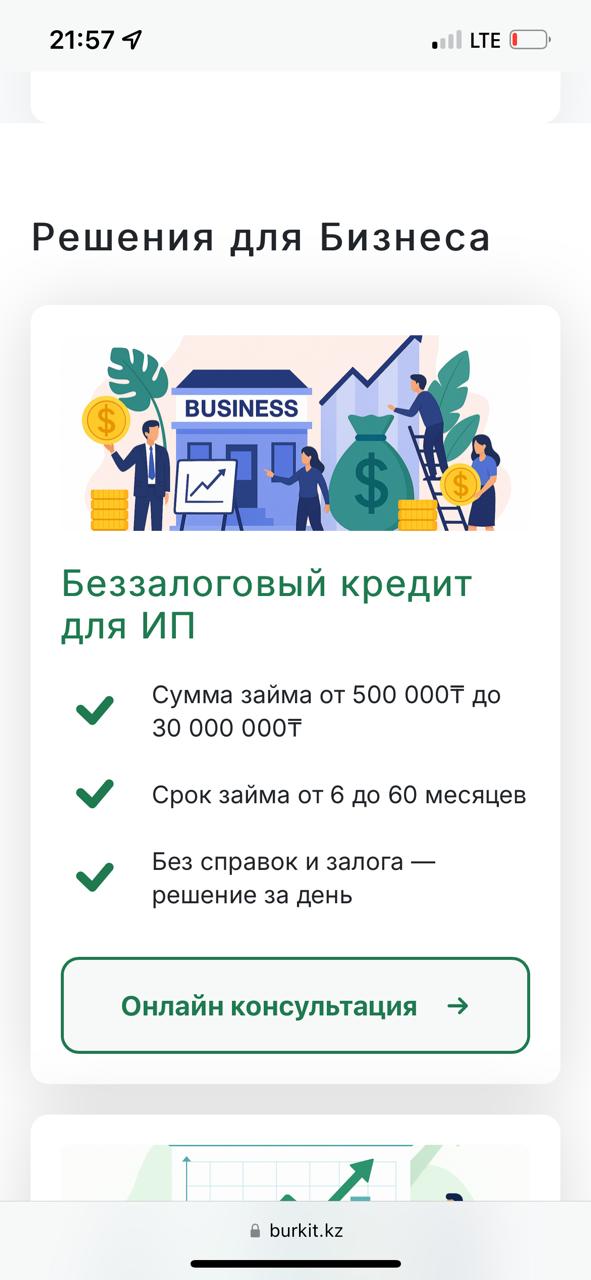 21:57
LTE
Решения для Бизнеса
$
BUSINESS
$
$
Беззалоговый кредит
для ИП
Сумма займа от 500 000₸ до
30 000 000₸
Срок займа от 6 до 60 месяцев
Без справок и залога —
решение за день
Онлайн консультация →
burkit.kz